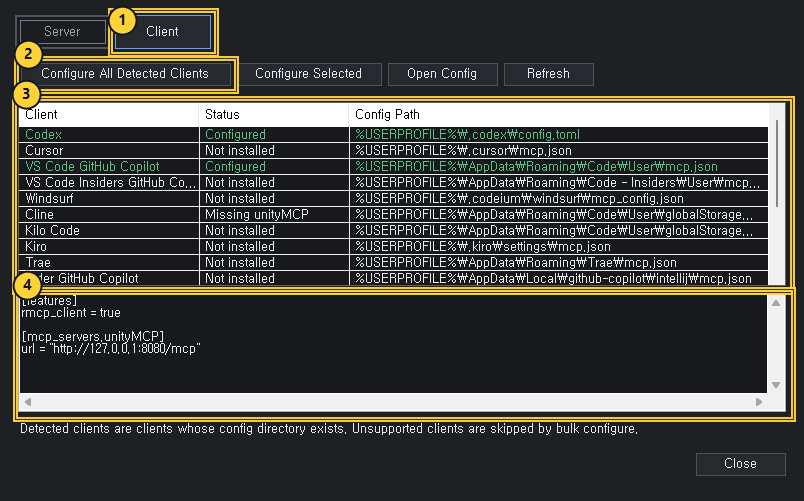 1
Server
Client
2
Configure All Detected Clients
Configure Selected
Open Config
Refresh
3
Client Status Config Path
Codex Configured %USERPROFILE%₩.codex₩config.toml
Cursor Not installed %USERPROFILE%₩.cursor₩mcp.json
VS Code GitHub Copilot Configured %USERPROFILE%₩AppData₩Roaming₩Code₩User₩mcp.json
VS Code Insiders GitHub Co... Not installed %USERPROFILE%₩AppData₩Roaming₩Code - Insiders₩User₩mcp...
Windsurf Not installed %USERPROFILE%₩.codeium₩windsurf₩mcp_config.json
Cline Missing unityMCP %USERPROFILE%₩AppData₩Roaming₩Code₩User₩globalStorage...
Kilo Code Not installed %USERPROFILE%₩AppData₩Roaming₩Code₩User₩globalStorage...
Kiro Not installed %USERPROFILE%₩.kiro₩settings₩mcp.json
Trae Not installed %USERPROFILE%₩AppData₩Roaming₩Trae₩mcp.json
GitHub Copilot Not installed %USERPROFILE%₩AppData₩Local₩github-copilot₩intellij₩mcp.json
4
[features]
rmcp_client = true
[mcp_servers.unityMCP]
url = "http://127.0.0.1:8080/mcp"
Detected clients are clients whose config directory exists. Unsupported clients are skipped by bulk configure.
Close